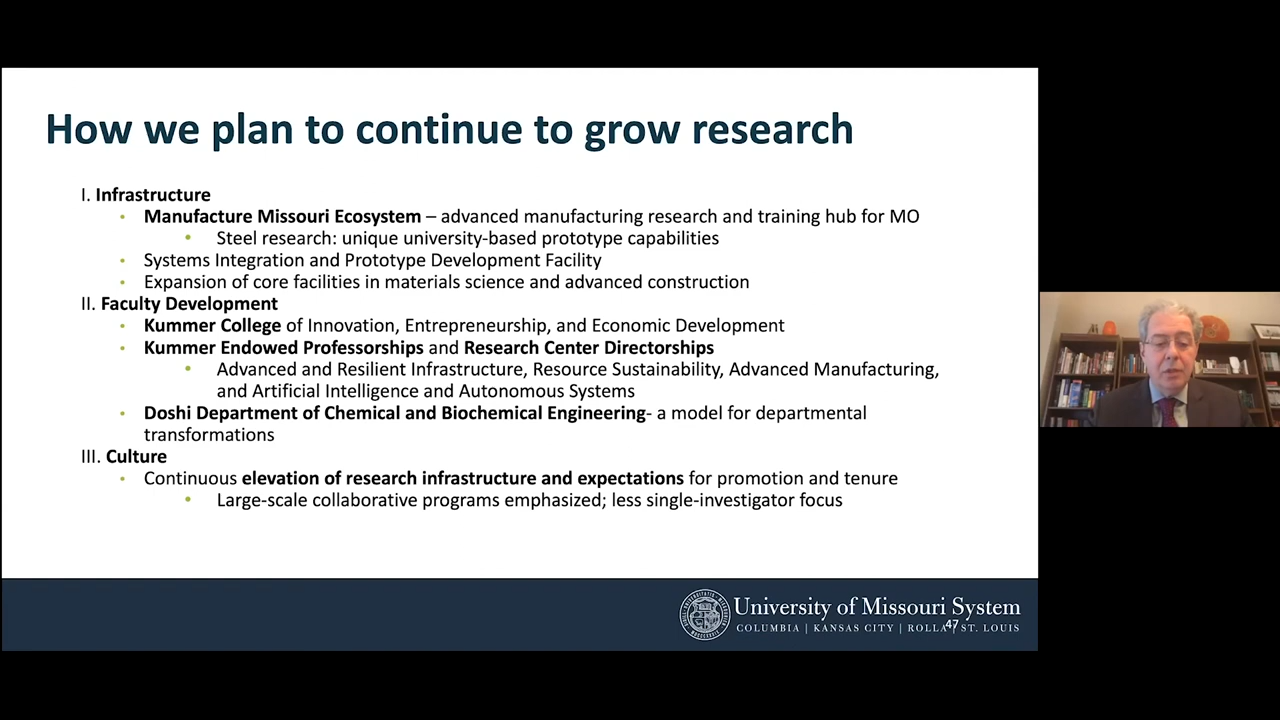 How we plan to continue to grow research
I. Infrastructure
• Manufacture Missouri Ecosystem – advanced manufacturing research and training hub for MO
• Steel research: unique university-based prototype capabilities
• Systems Integration and Prototype Development Facility
• Expansion of core facilities in materials science and advanced construction
II. Faculty Development
• Kummer College of Innovation, Entrepreneurship, and Economic Development
• Kummer Endowed Professorships and Research Center Directorships
• Advanced and Resilient Infrastructure, Resource Sustainability, Advanced Manufacturing,
and Artificial Intelligence and Autonomous Systems
• Doshi Department of Chemical and Biochemical Engineering- a model for departmental
transformations
III. Culture
• Continuous elevation of research infrastructure and expectations for promotion and tenure
• Large-scale collaborative programs emphasized; less single-investigator focus
University of Missouri System
COLUMBIA | KANSAS CITY | ROLLA | ST. LOUIS
47